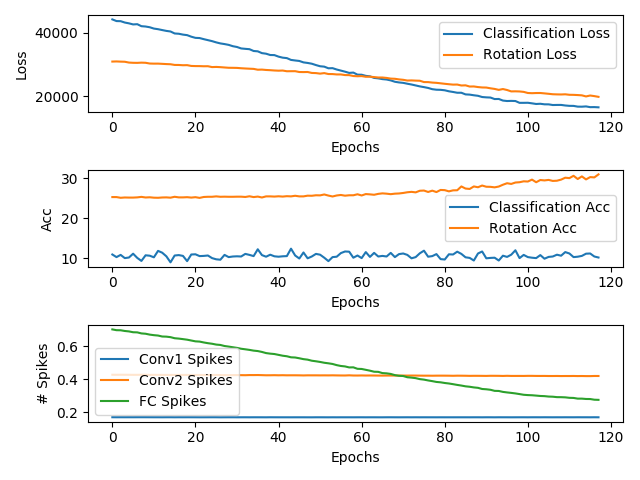 Loss
40000
20000
Classification Loss
Rotation Loss
0 20 40 60 80 100 120
Epochs
Acc
30
20
10
Classification Acc
Rotation Acc
0 20 40 60 80 100 120
Epochs
# Spikes
0.6
0.4
0.2
Conv1 Spikes
Conv2 Spikes
FC Spikes
0 20 40 60 80 100 120
Epochs